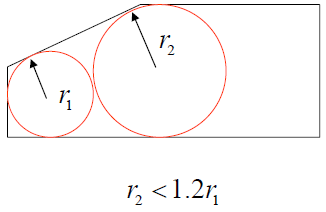 r₂
r₁
r₂ < 1.2r₁